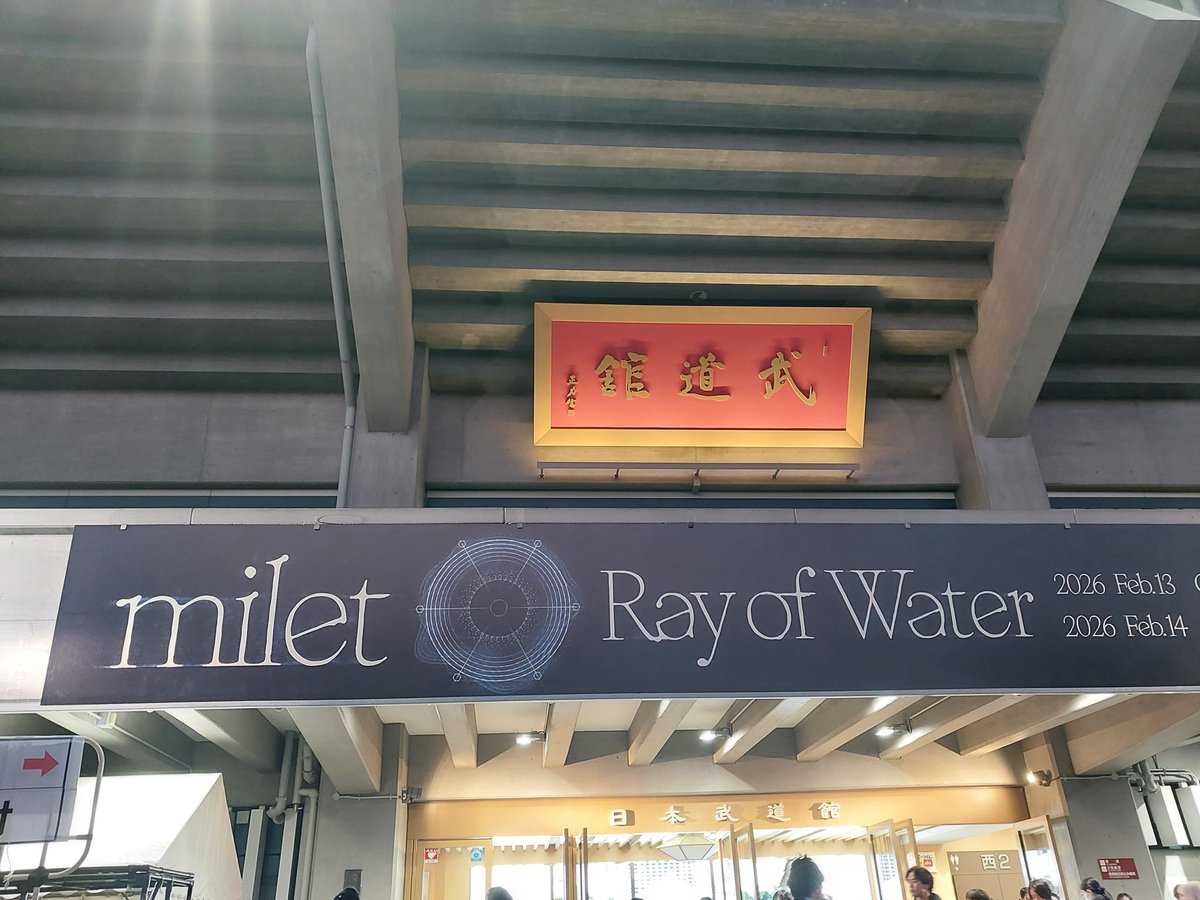 武道館
milet
Ray of Water
2026 Feb.13
2026 Feb.14
日本武道館
西2